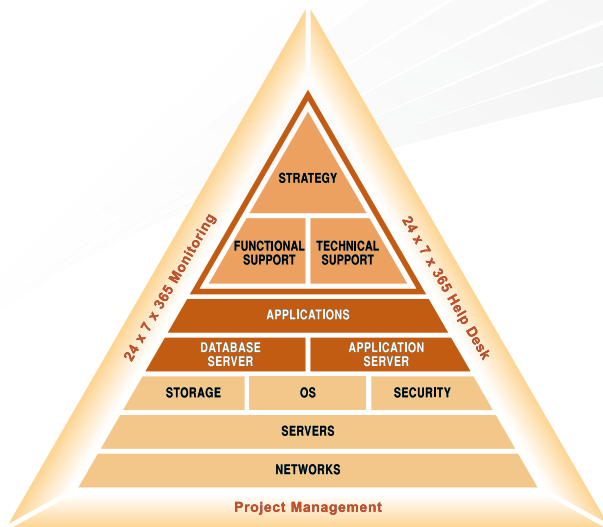 STRATEGY
FUNCTIONAL
SUPPORT
TECHNICAL
SUPPORT
24 x 7 x 365 Monitoring
24 x 7 x 365 Help Desk
APPLICATIONS
DATABASE
SERVER
APPLICATION
SERVER
STORAGE
OS
SECURITY
SERVERS
NETWORKS
Project Management